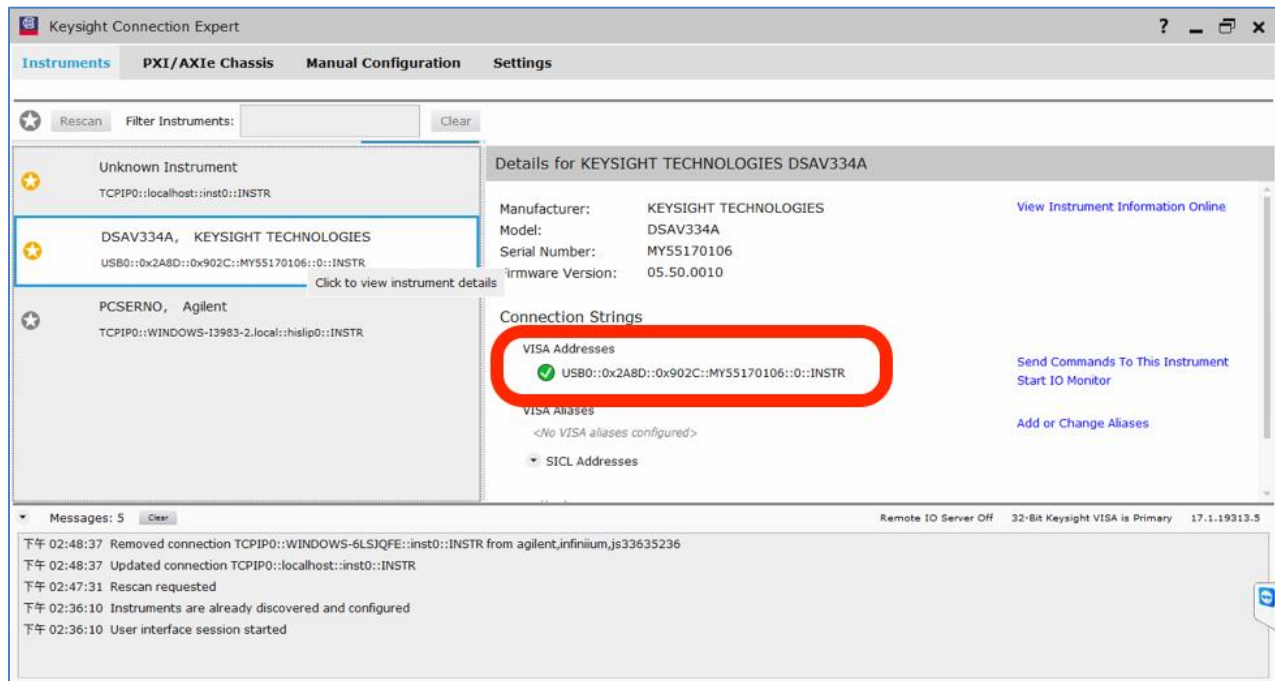 Keysight Connection Expert
? 
Instruments PXI/AXIe Chassis Manual Configuration Settings
Rescan Filter Instruments: Clear
Unknown Instrument
TCPIP0::localhost::inst0::INSTR
DSAV334A, KEYSIGHT TECHNOLOGIES
USB0::0x2A8D::0x902C::MY55170106::0::INSTR
Click to view instrument details
PCSERNO, Agilent
TCPIP0::WINDOWS-I3983-2.local::hislip0::INSTR
Details for KEYSIGHT TECHNOLOGIES DSAV334A
Manufacturer: KEYSIGHT TECHNOLOGIES
View Instrument Information Online
Model: DSAV334A
Serial Number: MY55170106
Firmware Version: 05.50.0010
Connection Strings
VISA Addresses
USB0::0x2A8D::0x902C::MY55170106::0::INSTR
Send Commands To This Instrument
Start IO Monitor
VISA Aliases
<No VISA aliases configured>
Add or Change Aliases
SICL Addresses
Messages: 5 Clear
Remote IO Server Off 32-Bit Keysight VISA is Primary 17.1.19313.5
下午 02:48:37 Removed connection TCPIP0::WINDOWS-6LSJQFE::inst0::INSTR from agilent,infiniium,js33635236
下午 02:48:37 Updated connection TCPIP0::localhost::inst0::INSTR
下午 02:47:31 Rescan requested
下午 02:36:10 Instruments are already discovered and configured
下午 02:36:10 User interface session started